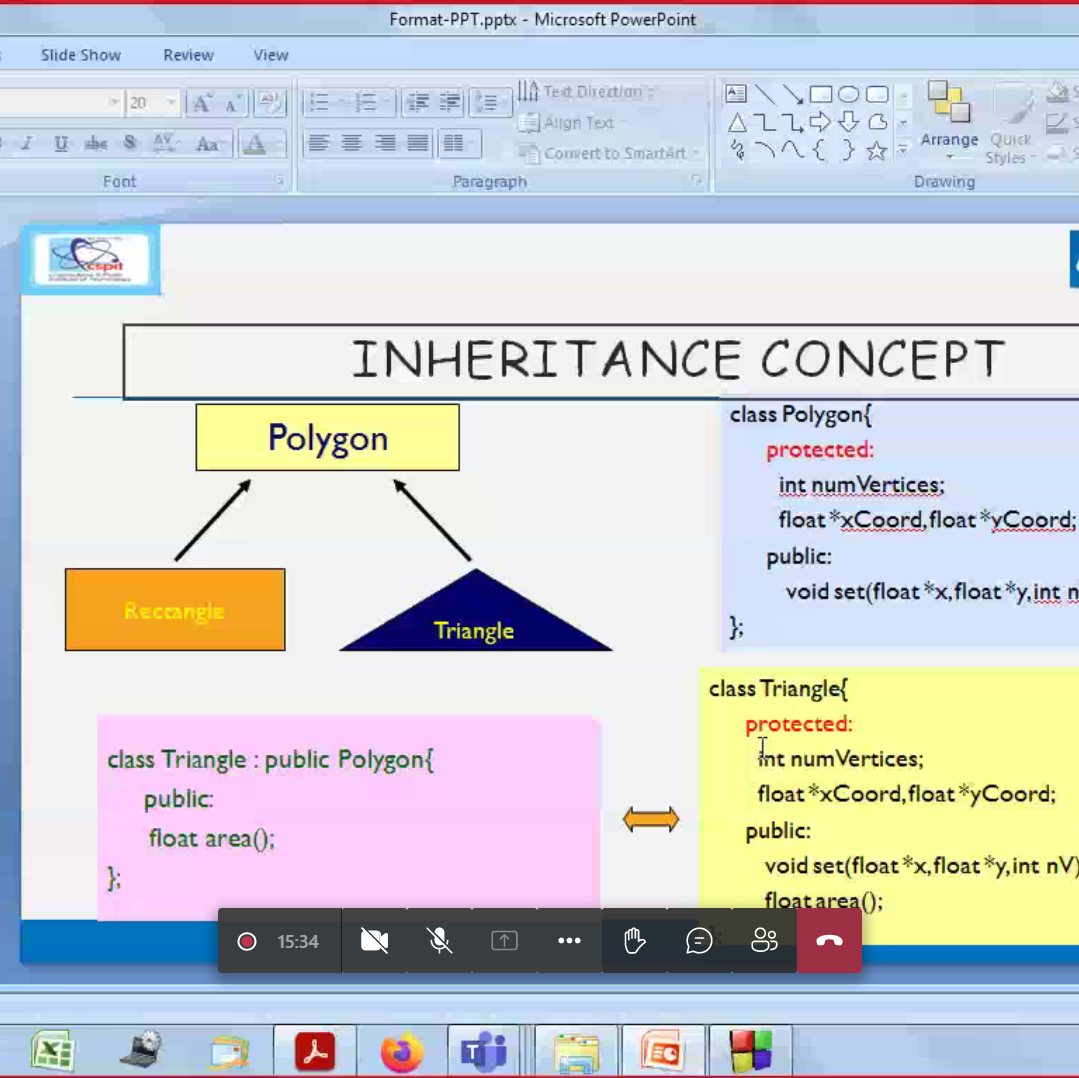 Format-PPT.pptx - Microsoft PowerPoint
Slide Show Review View
20
Text Direction
Align Text
Convert to SmartArt
Arrange Quick Styles
Font Paragraph Drawing
cspit
INHERITANCE CONCEPT
Polygon
Rectangle
Triangle
class Polygon{
protected:
int numVertices;
float *xCoord,float *yCoord;
public:
void set(float *x,float *y,int n
};
class Triangle : public Polygon{
public:
float area();
};
class Triangle{
protected:
int numVertices;
float *xCoord,float *yCoord;
public:
void set(float *x,float *y,int nV)
float area();
15:34